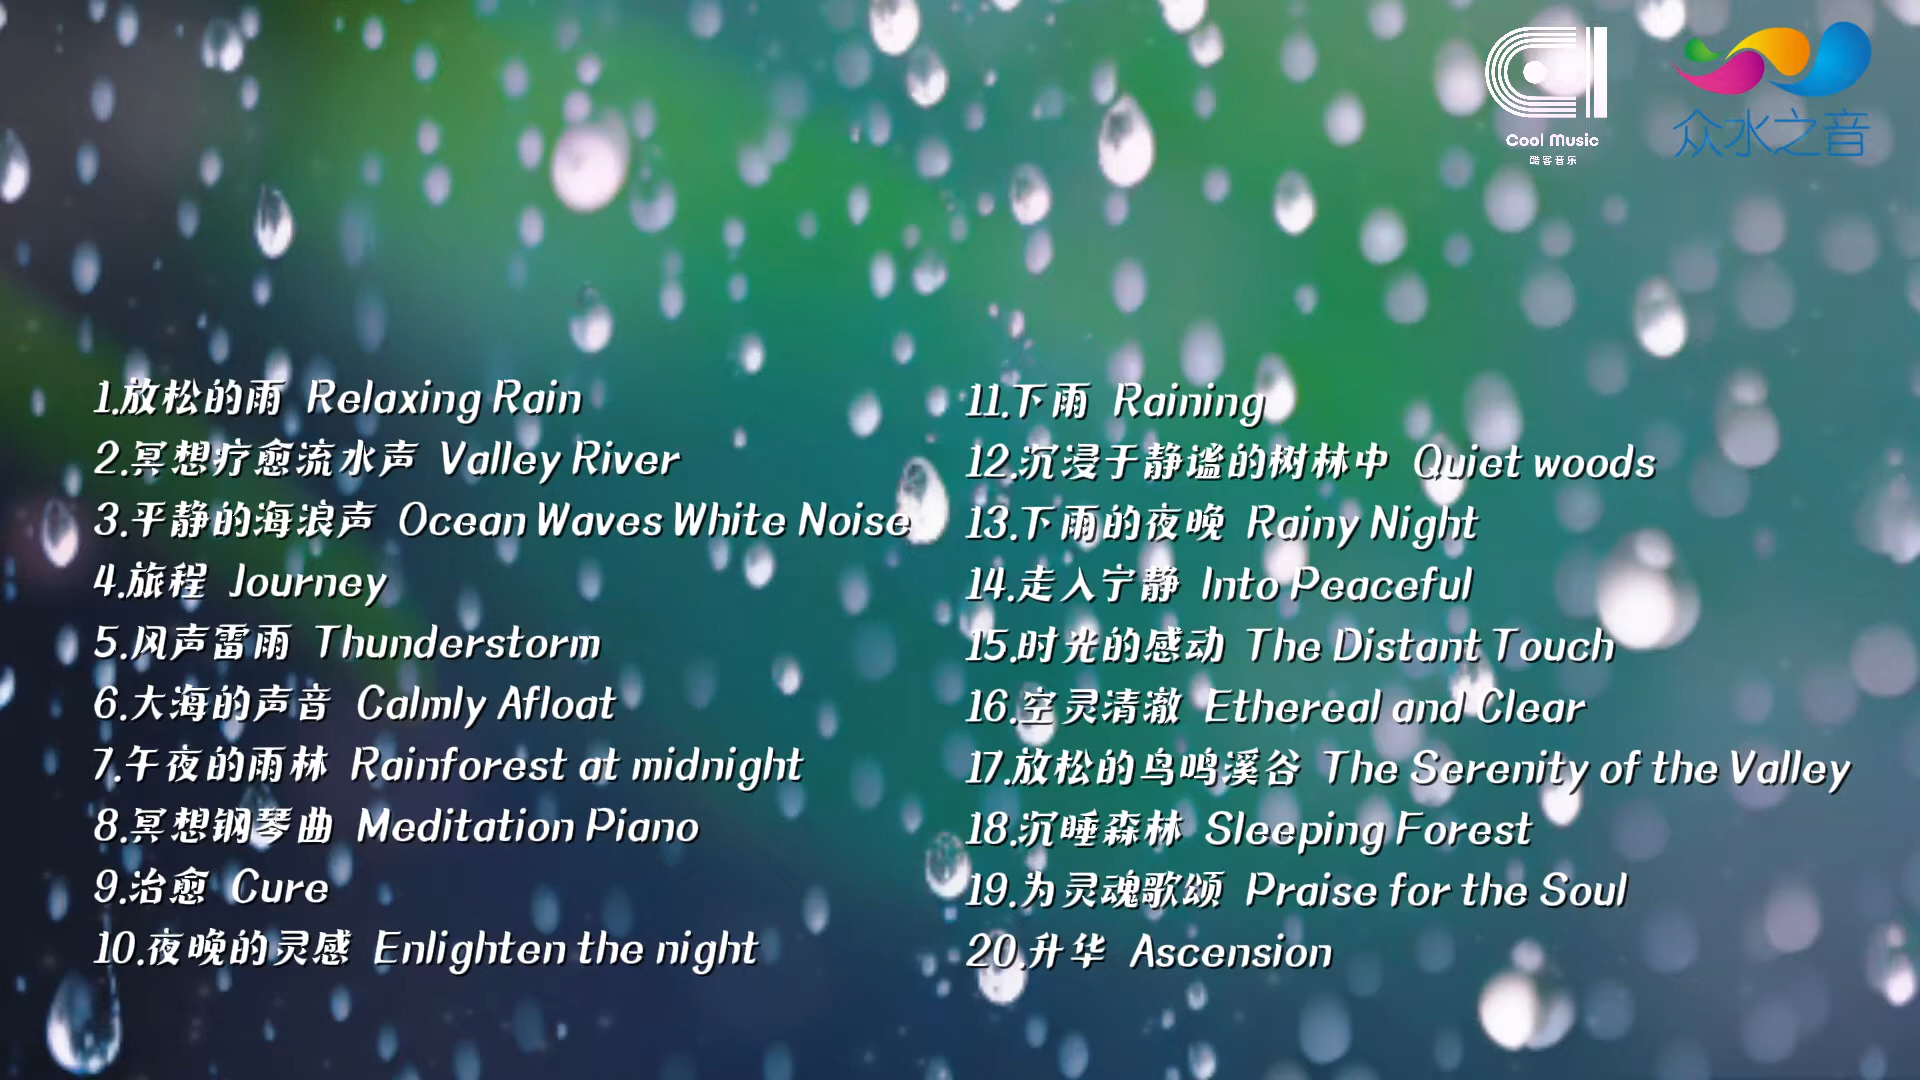 Cool Music
酷客音乐
众水之音
1.放松的雨 Relaxing Rain
2.冥想疗愈流水声 Valley River
3.平静的海浪声 Ocean Waves White Noise
4.旅程 Journey
5.风声雷雨 Thunderstorm
6.大海的声音 Calmly Afloat
7.午夜的雨林 Rainforest at midnight
8.冥想钢琴曲 Meditation Piano
9.治愈 Cure
10.夜晚的灵感 Enlighten the night
11.下雨 Raining
12.沉浸于静谧的树林中 Quiet woods
13.下雨的夜晚 Rainy Night
14.走入宁静 Into Peaceful
15.时光的感动 The Distant Touch
16.空灵清澈 Ethereal and Clear
17.放松的鸟鸣溪谷 The Serenity of the Valley
18.沉睡森林 Sleeping Forest
19.为灵魂歌颂 Praise for the Soul
20.升华 Ascension